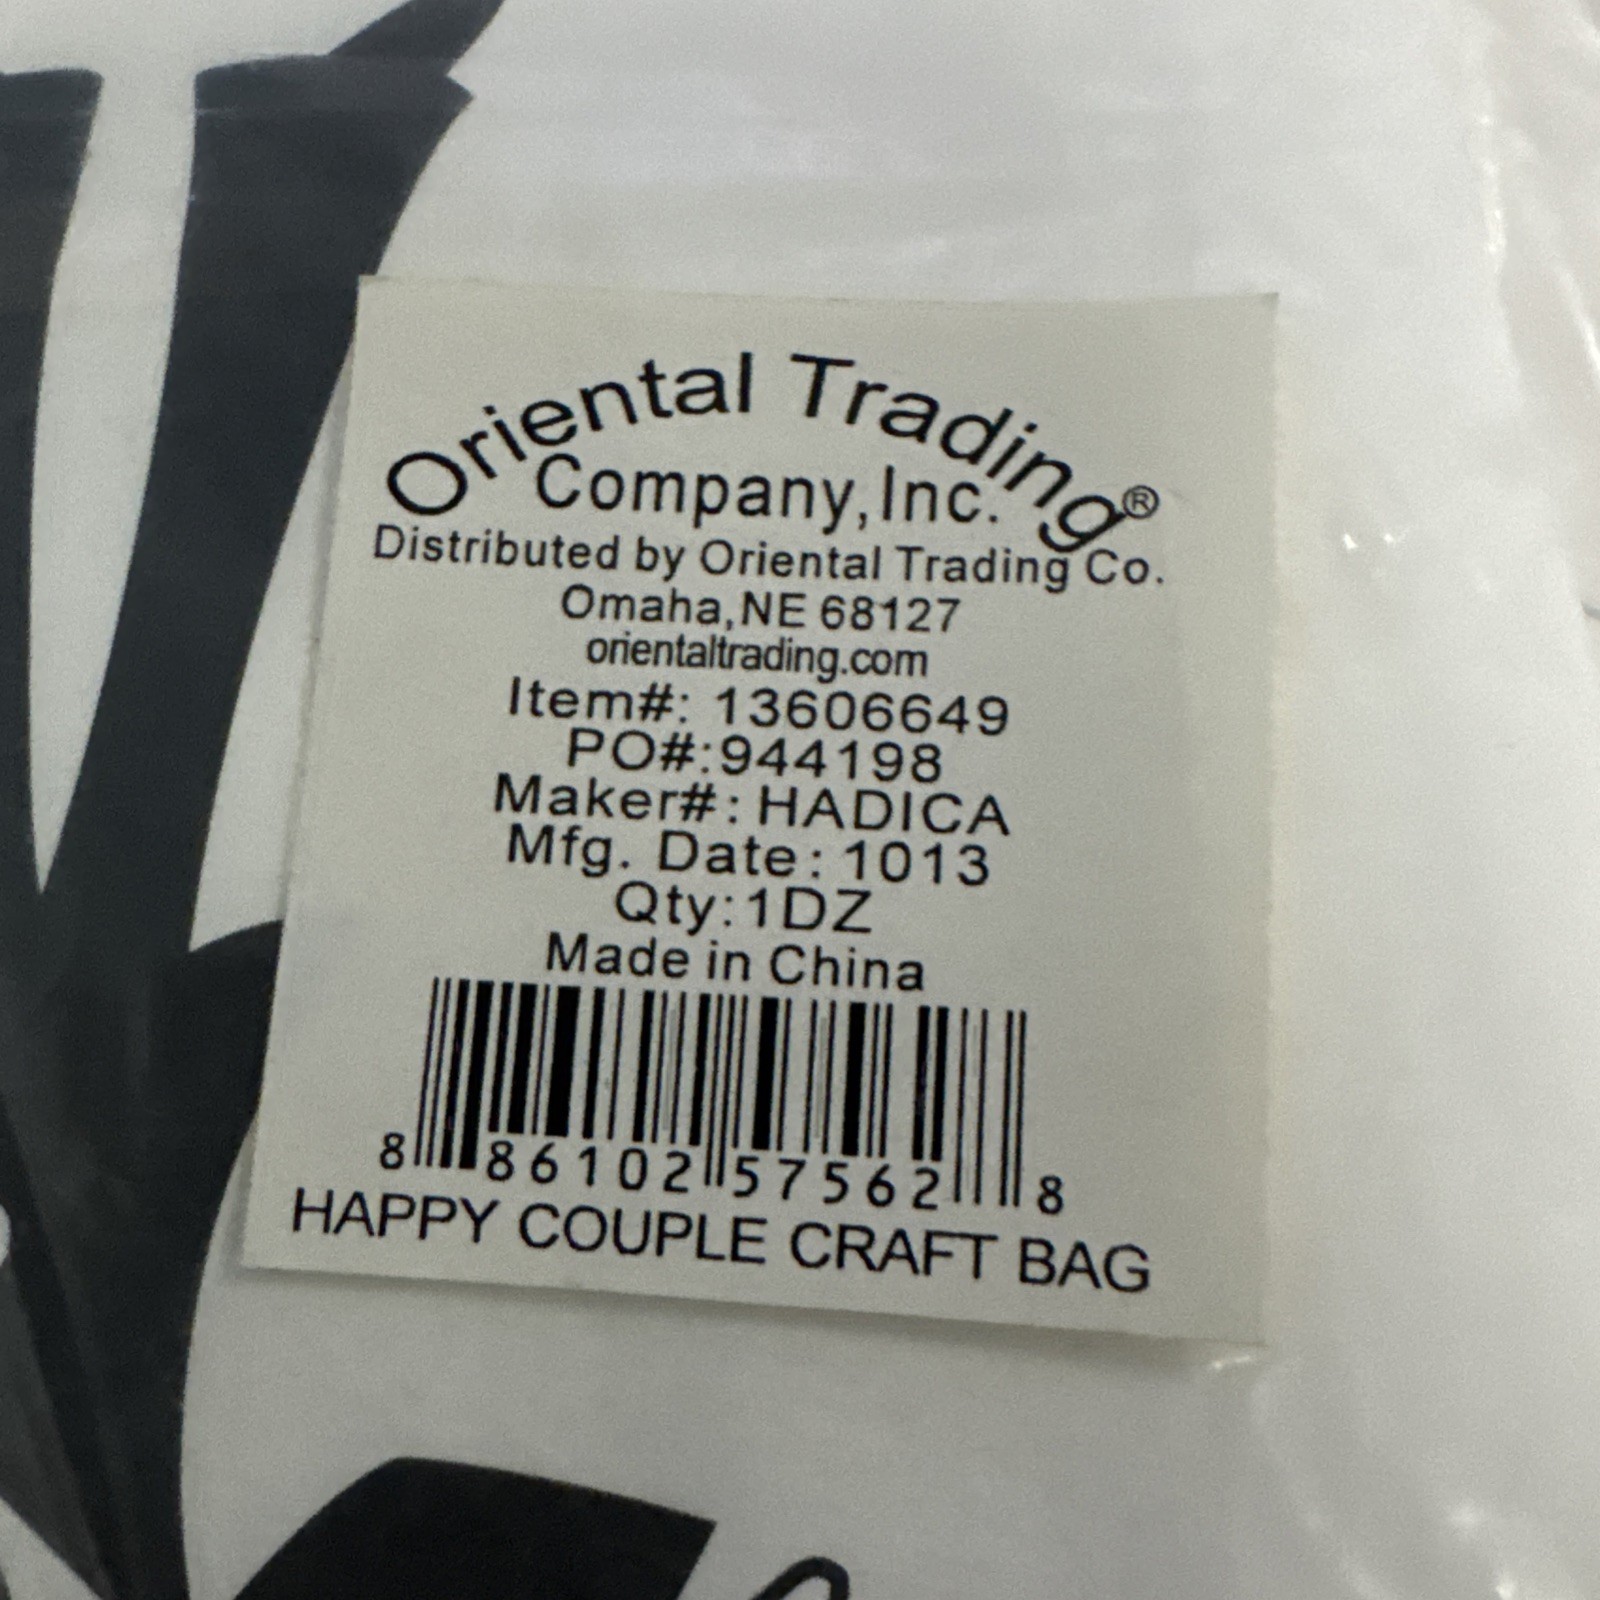 Oriental Trading®
Company,Inc.
Distributed by Oriental Trading Co.
Omaha,NE 68127
orientaltrading.com
Item#: 13606649
PO#:944198
Maker#: HADICA
Mfg. Date: 1013
Qty:1DZ
Made in China
8 86102 57562 8
HAPPY COUPLE CRAFT BAG